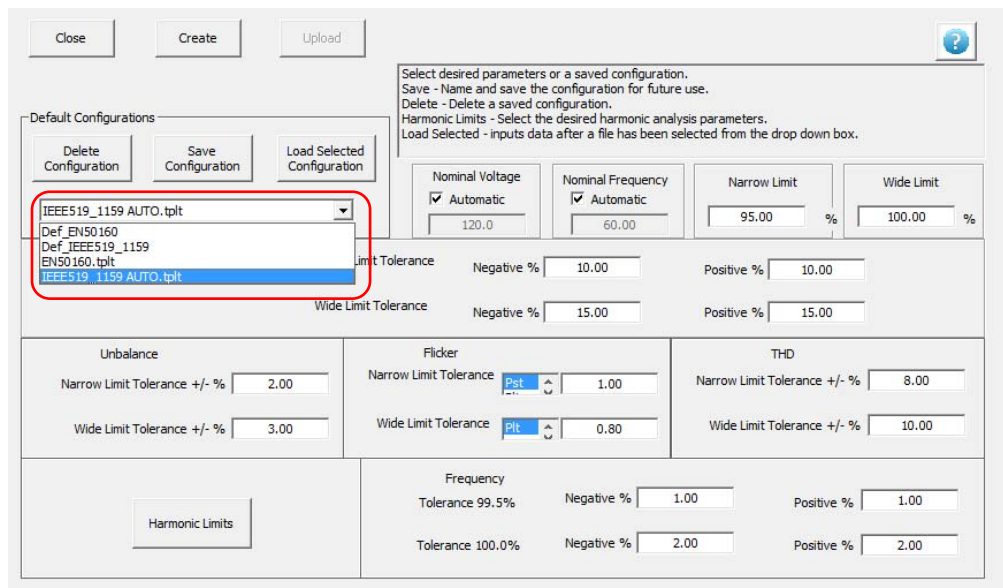 Close
Create
Upload
?
Select desired parameters or a saved configuration.
Save - Name and save the configuration for future use.
Delete - Delete a saved configuration.
Harmonic Limits - Select the desired harmonic analysis parameters.
Load Selected - inputs data after a file has been selected from the drop down box.
Default Configurations
Delete
Configuration
Save
Configuration
Load Selected
Configuration
IEEE519_1159 AUTO.tplt
Def_EN50160
Def_IEEE519_1159
EN50160.tplt
IEEE519_1159 AUTO.tplt
Nominal Voltage
Automatic
120.0
Nominal Frequency
Automatic
60.00
Narrow Limit
95.00 %
Wide Limit
100.00 %
Limit Tolerance Negative % 10.00 Positive % 10.00
Wide Limit Tolerance Negative % 15.00 Positive % 15.00
Unbalance
Narrow Limit Tolerance +/- % 2.00
Wide Limit Tolerance +/- % 3.00
Flicker
Narrow Limit Tolerance Pst 1.00
Wide Limit Tolerance Plt 0.80
THD
Narrow Limit Tolerance +/- % 8.00
Wide Limit Tolerance +/- % 10.00
Harmonic Limits
Frequency
Tolerance 99.5% Negative % 1.00 Positive % 1.00
Tolerance 100.0% Negative % 2.00 Positive % 2.00